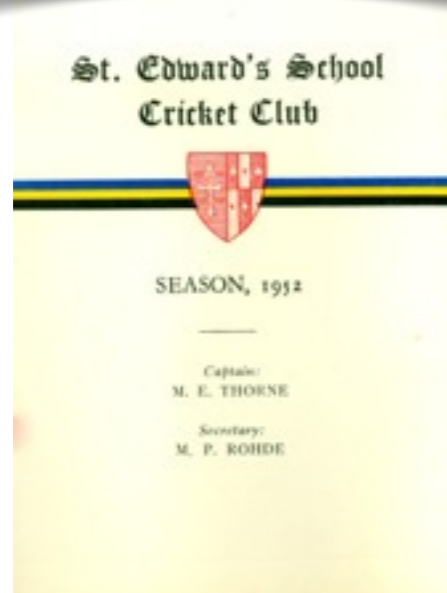 St. Edward's School
Cricket Club
SEASON, 1952
Captain:
M. E. THORNE
Secretary:
M. P. ROHDE